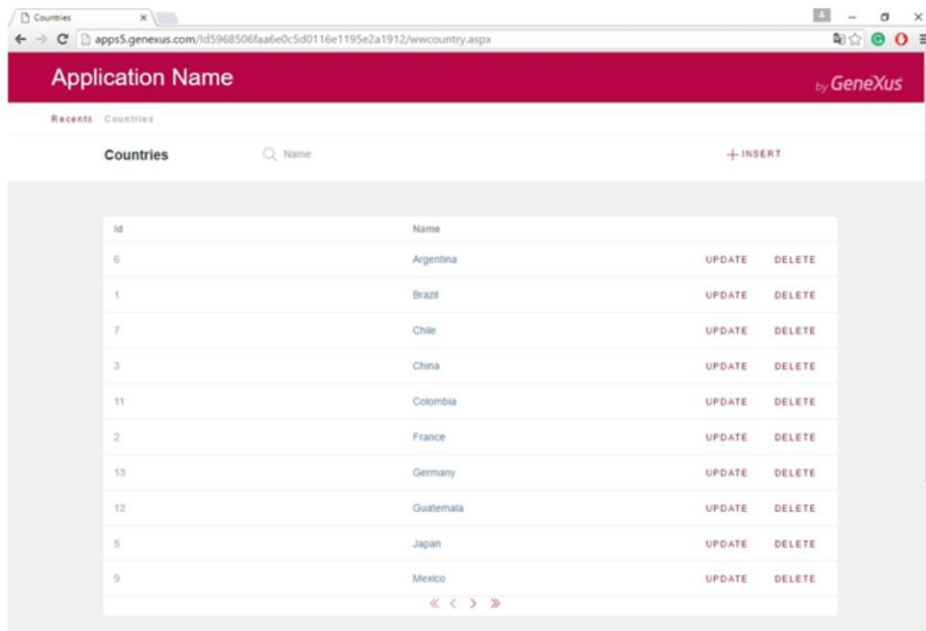 Countries
apps5.genexus.com/Id5968506faa6e0c5d0116e1195e2a1912/wwcountry.aspx
Application Name
by GeneXus
Recents Countries
Countries Name INSERT
Id Name
6 Argentina UPDATE DELETE
1 Brazil UPDATE DELETE
7 Chile UPDATE DELETE
3 China UPDATE DELETE
11 Colombia UPDATE DELETE
2 France UPDATE DELETE
13 Germany UPDATE DELETE
12 Guatemala UPDATE DELETE
5 Japan UPDATE DELETE
9 Mexico UPDATE DELETE